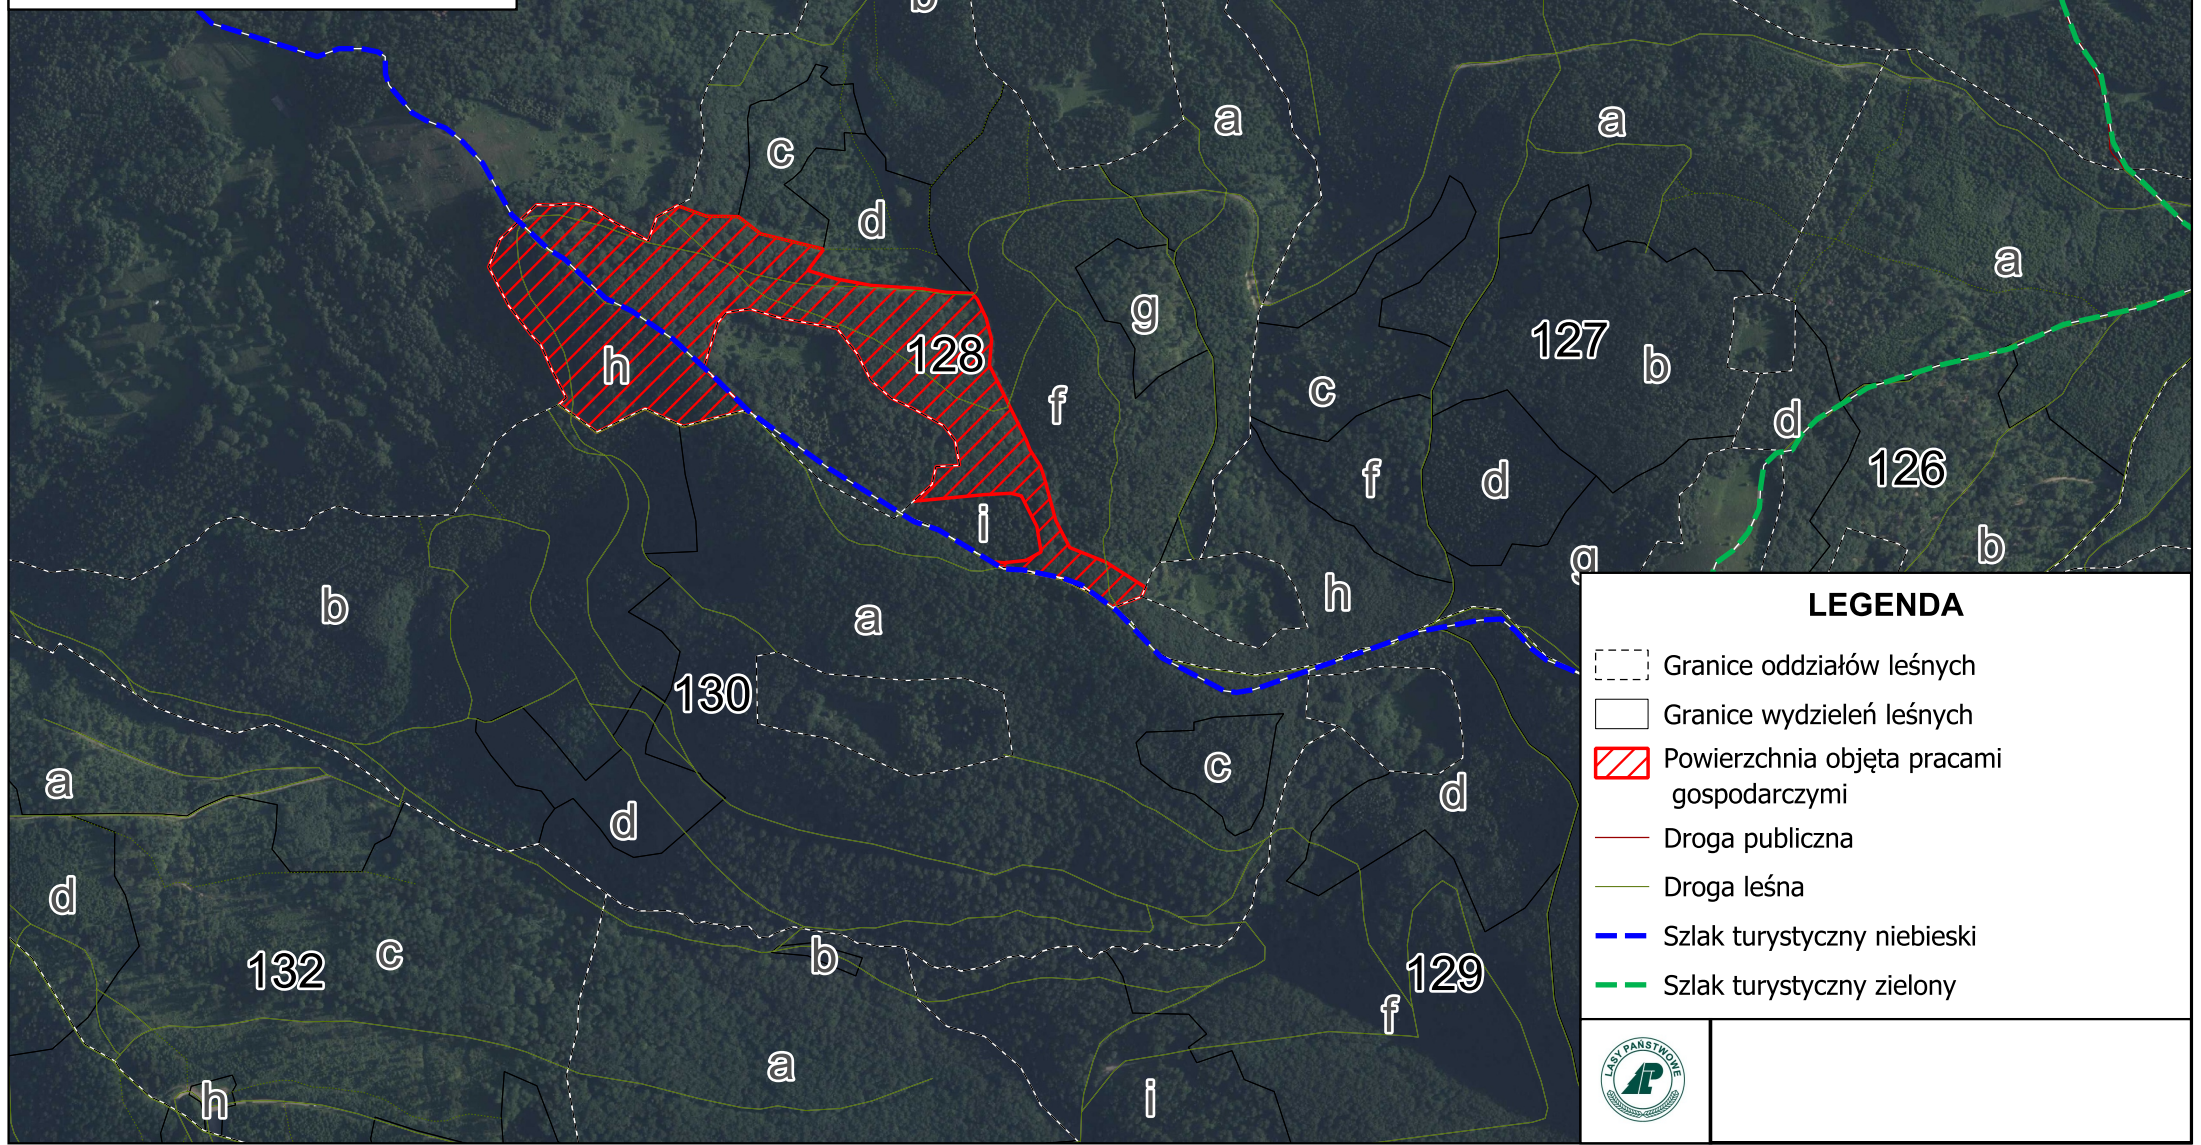 b
a
a
c
d
a
g
127
128
b
h
c
f
d
126
f
d
i
b
g
h
b
a
130
c
a
d
d
d
132
c
b
129
f
a
i
h
LEGENDA
Granice oddziałów leśnych
Granice wydzieleń leśnych
Powierzchnia objęta pracami
gospodarczymi
Droga publiczna
Droga leśna
Szlak turystyczny niebieski
Szlak turystyczny zielony
LASY PAŃSTWOWE